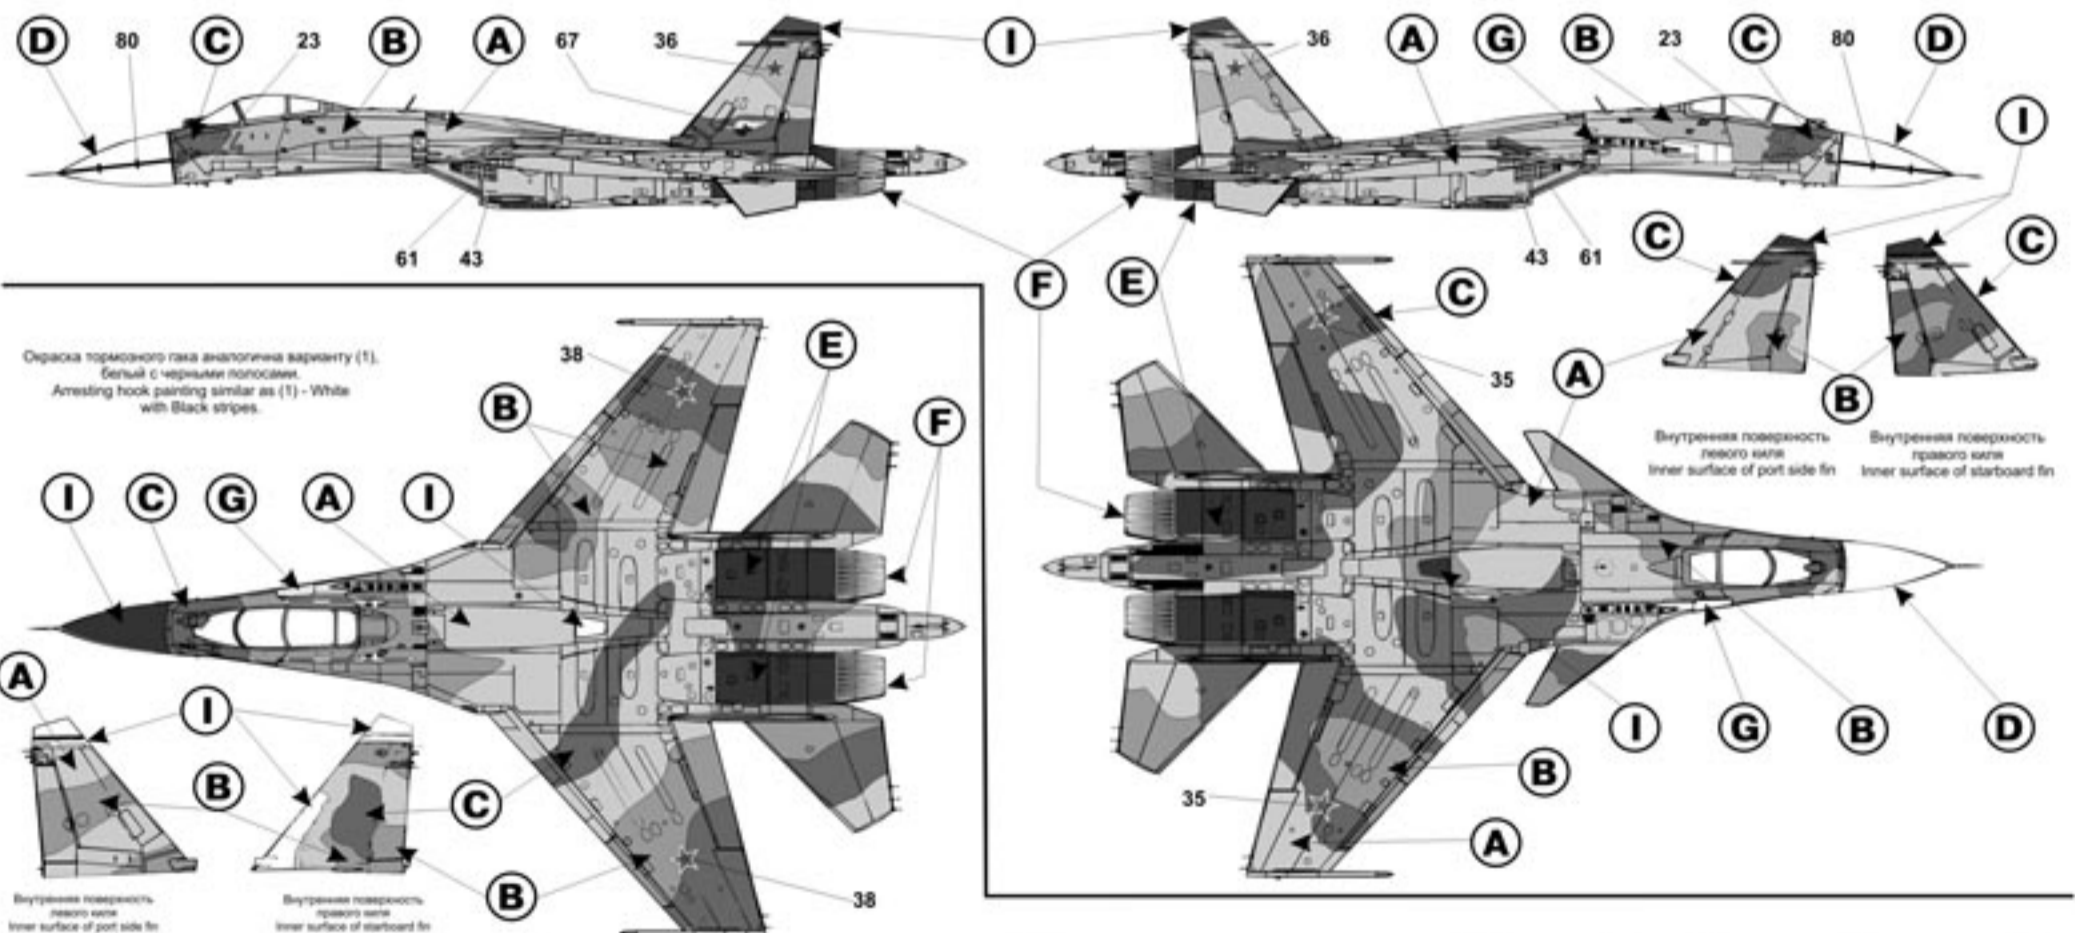 D 80 C 23 B A 67 36 I 36 A G B 23 C 80 D
I
61 43
43 61
C C
F E C
Окраска тормозного гака аналогична варианту (1),
белый с черными полосами.
Arresting hook painting similar as (1) - White
with Black stripes.
38 E
B F
35 A
B
Внутренняя поверхность
левого киля
Inner surface of port side fin
Внутренняя поверхность
правого киля
Inner surface of starboard fin
I C G A I
A I
B C
B 38
Внутренняя поверхность
левого киля
Inner surface of port side fin
Внутренняя поверхность
правого киля
Inner surface of starboard fin
I G B D
35 B
A